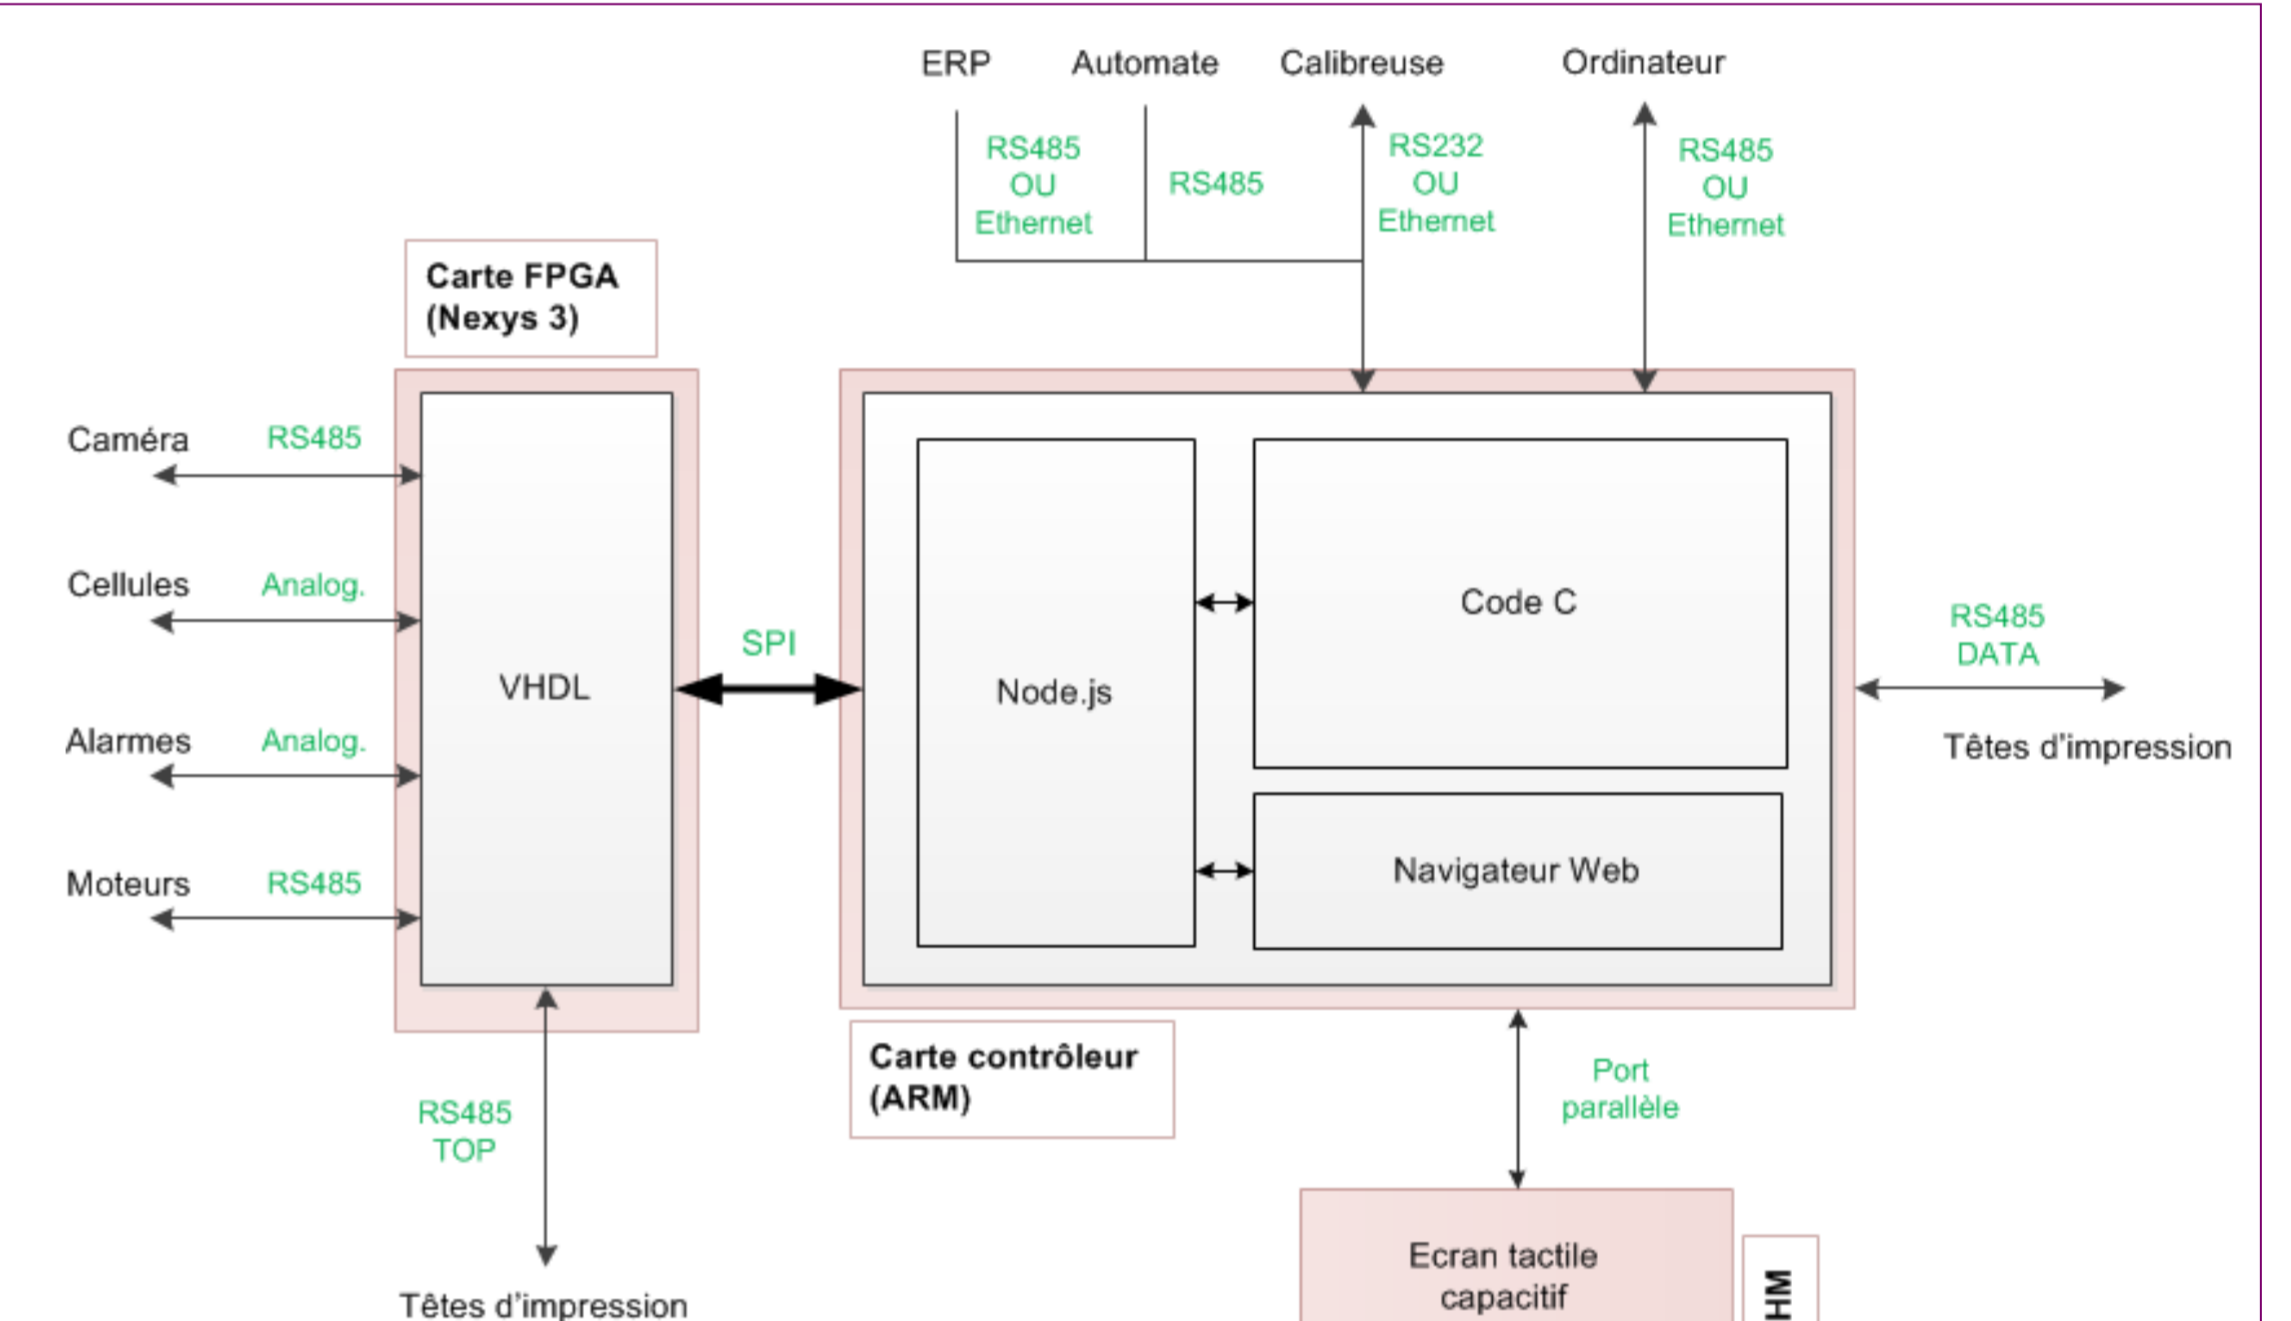 ERP
Automate
Calibreuse
Ordinateur
RS485
OU
Ethernet
RS485
RS232
OU
Ethernet
RS485
OU
Ethernet
Carte FPGA
(Nexys 3)
Caméra
RS485
Cellules
Analog.
Alarmes
Analog.
Moteurs
RS485
VHDL
SPI
Node.js
Code C
Navigateur Web
RS485
DATA
Têtes d'impression
Carte contrôleur
(ARM)
RS485
TOP
Têtes d'impression
Port
parallèle
Ecran tactile
capacitif
HM